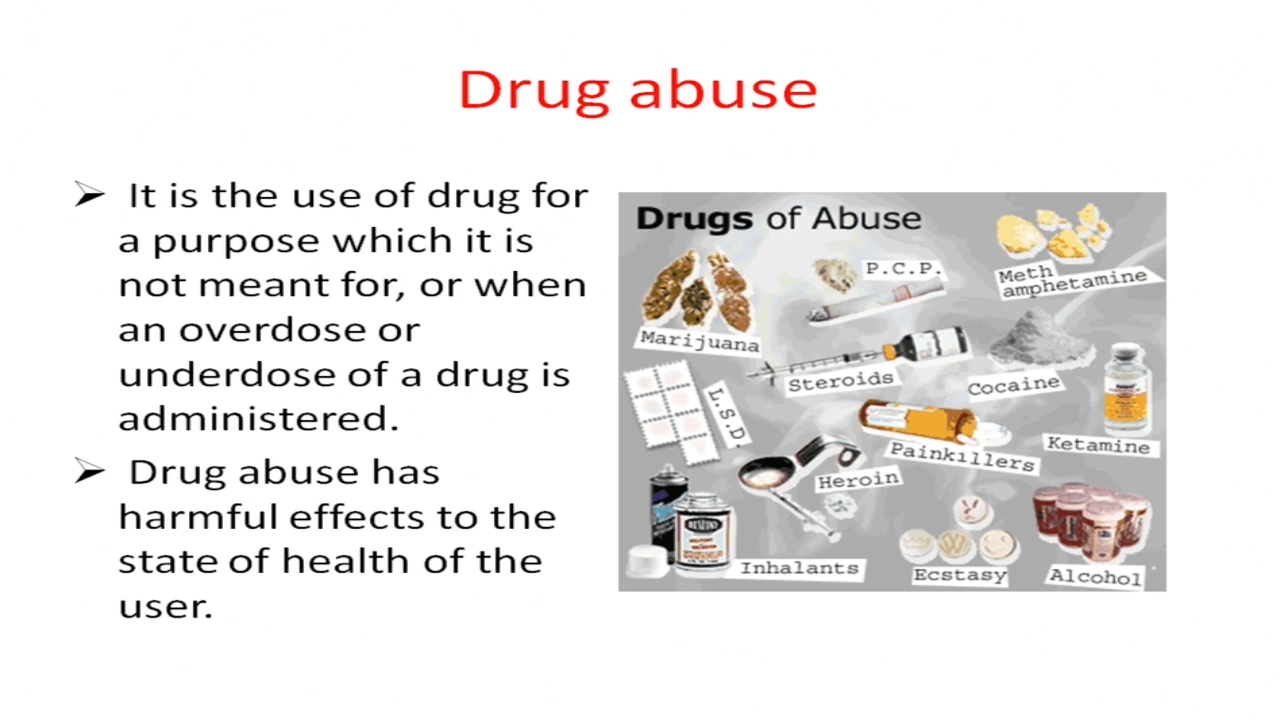 Drug abuse
➢ It is the use of drug for
a purpose which it is
not meant for, or when
an overdose or
underdose of a drug is
administered.
➢ Drug abuse has
harmful effects to the
state of health of the
user.
Drugs of Abuse
P.C.P.
Meth
amphetamine
Marijuana
Steroids
Cocaine
L.S.D.
Ketamine
Painkillers
Heroin
Inhalants
Ecstasy
Alcohol